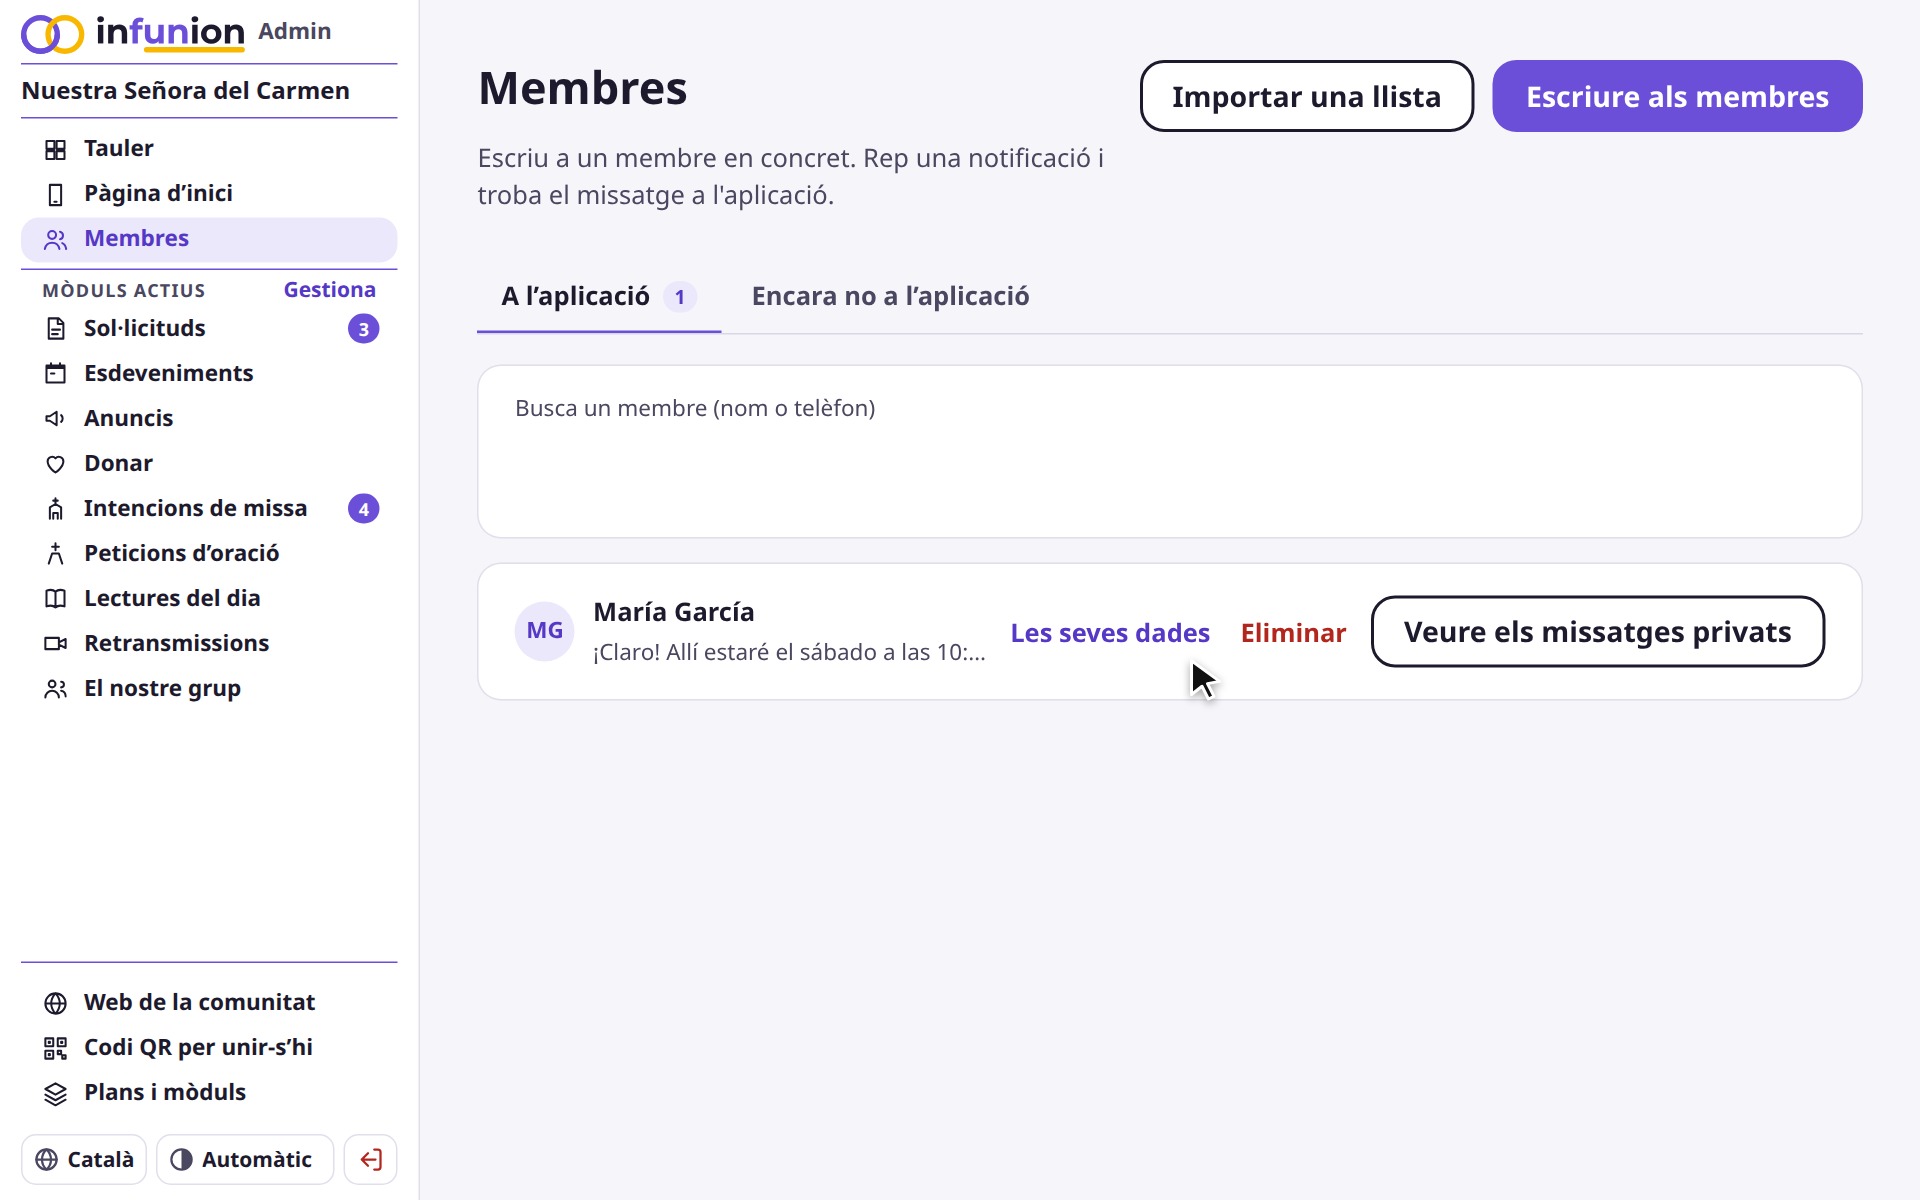 infunion Admin
Nuestra Señora del Carmen
Tauler
Pàgina d’inici
Membres
MÒDULS ACTIUS Gestiona
Sol·licituds 3
Esdeveniments
Anuncis
Donar
Intencions de missa 4
Peticions d’oració
Lectures del dia
Retransmissions
El nostre grup
Web de la comunitat
Codi QR per unir-s’hi
Plans i mòduls
Català Automàtic
Membres
Importar una llista Escriure als membres
Escriu a un membre en concret. Rep una notificació i
troba el missatge a l'aplicació.
A l’aplicació 1 Encara no a l’aplicació
Busca un membre (nom o telèfon)
MG María García
¡Claro! Allí estaré el sábado a las 10:...
Les seves dades Eliminar Veure els missatges privats